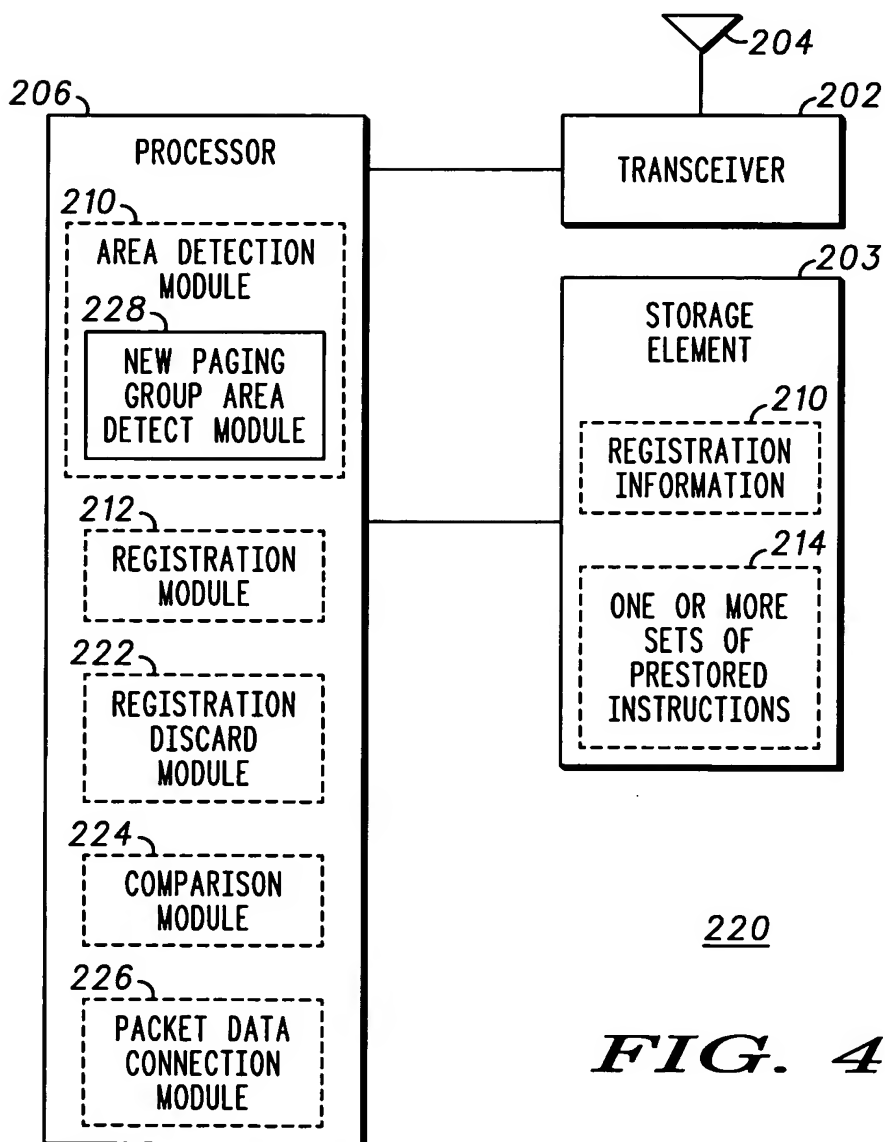 204
206
202
PROCESSOR
TRANSCEIVER
210
AREA DETECTION
MODULE
228
NEW PAGING
GROUP AREA
DETECT MODULE
203
STORAGE
ELEMENT
210
REGISTRATION
INFORMATION
212
REGISTRATION
MODULE
214
ONE OR MORE
SETS OF
PRESTORED
INSTRUCTIONS
222
REGISTRATION
DISCARD
MODULE
224
COMPARISON
MODULE
220
226
PACKET DATA
CONNECTION
MODULE
FIG. 4